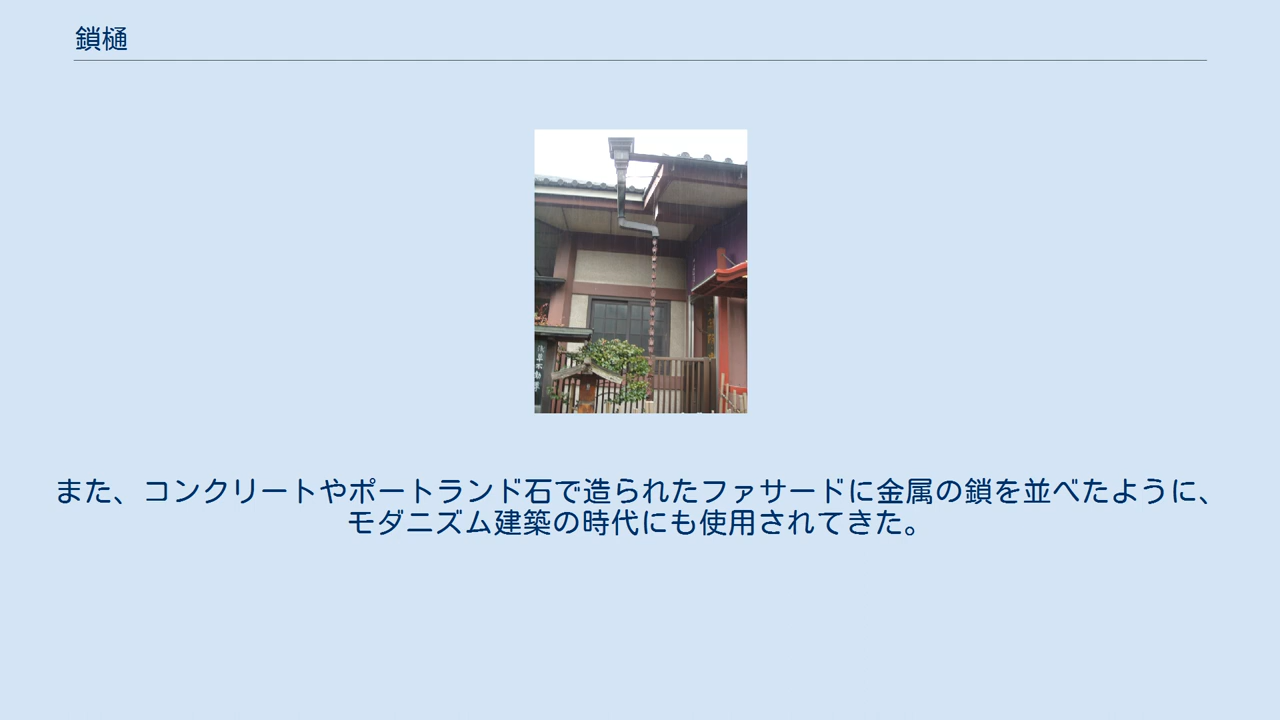 鎖樋
また、コンクリートやポートランド石で造られたファサードに金属の鎖を並べたように、
モダニズム建築の時代にも使用されてきた。